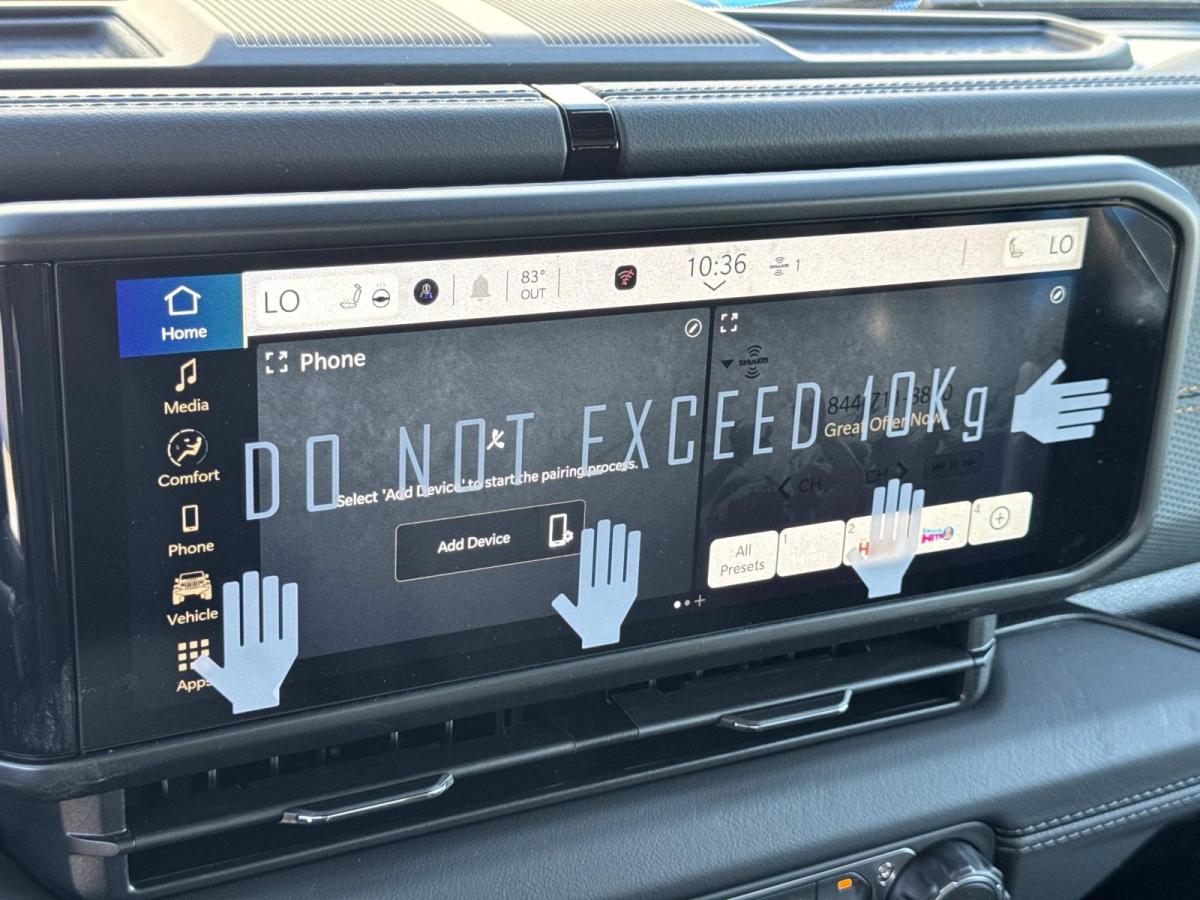 LO
83°
OUT
10:36
SiriusXM
1
LO
Home
Phone
SiriusXM
Media
DO NOT EXCEED 10Kg
Great Offer Now!
Comfort
Select 'Add Device' to start the pairing process.
CH
CH
Phone
Add Device
All
Presets
1
2
4
Vehicle
Apps